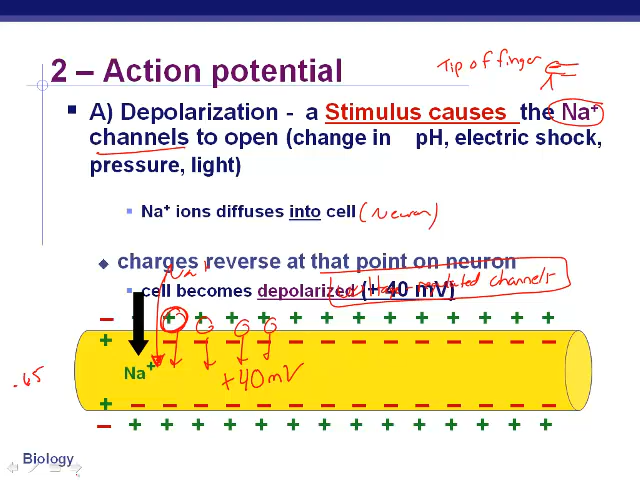 2 – Action potential
Tip of finger
A) Depolarization - a Stimulus causes the Na+
channels to open (change in pH, electric shock,
pressure, light)
Na+ ions diffuses into cell (Neuron)
charges reverse at that point on neuron
Na+
cell becomes depolarized (+ 40 mV)
– – + + + + + + + + + + + + +
+ – – – – – – – – – – – –
Na+
+40mV
-65
+ – – – – – – – – – – – – – –
– + + + + + + + + + + + + + +
Biology